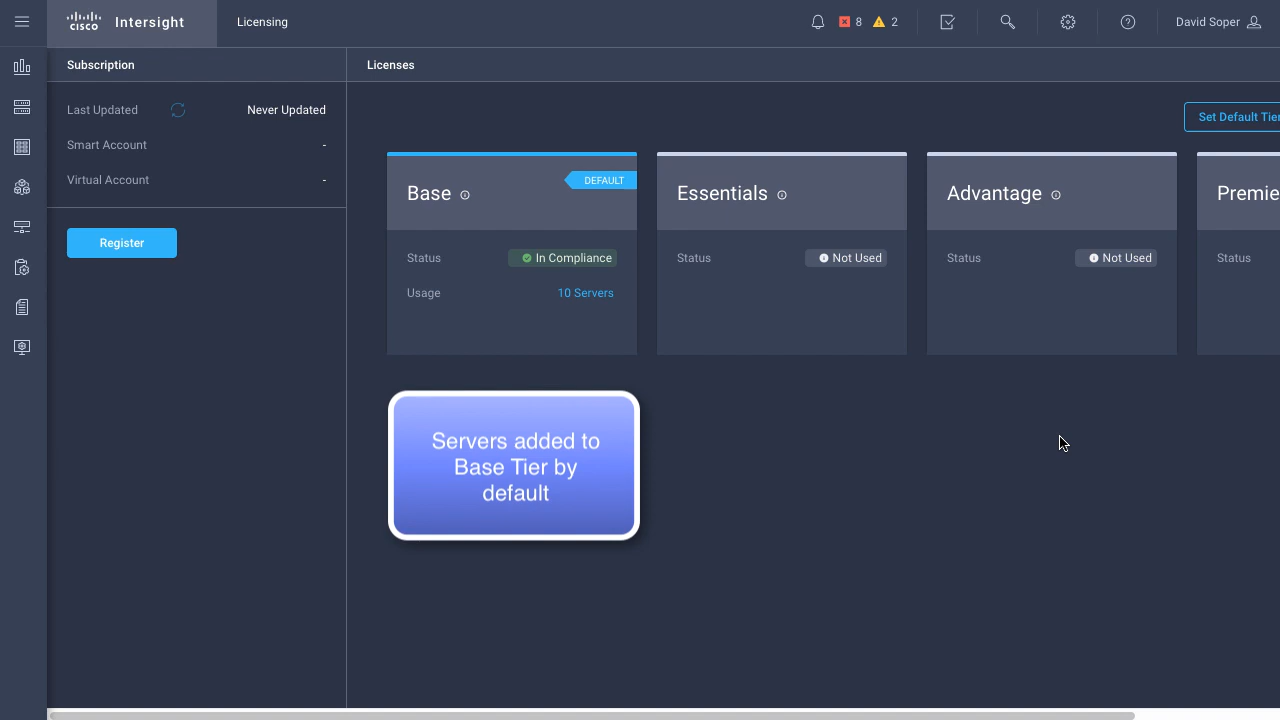 CISCO Intersight
Licensing
8
2
David Soper
Subscription
Licenses
Last Updated
Never Updated
Smart Account
-
Virtual Account
-
Register
Set Default Tier
Base
DEFAULT
Status
In Compliance
Usage
10 Servers
Essentials
Status
Not Used
Advantage
Status
Not Used
Premie
Status
Servers added to
Base Tier by
default